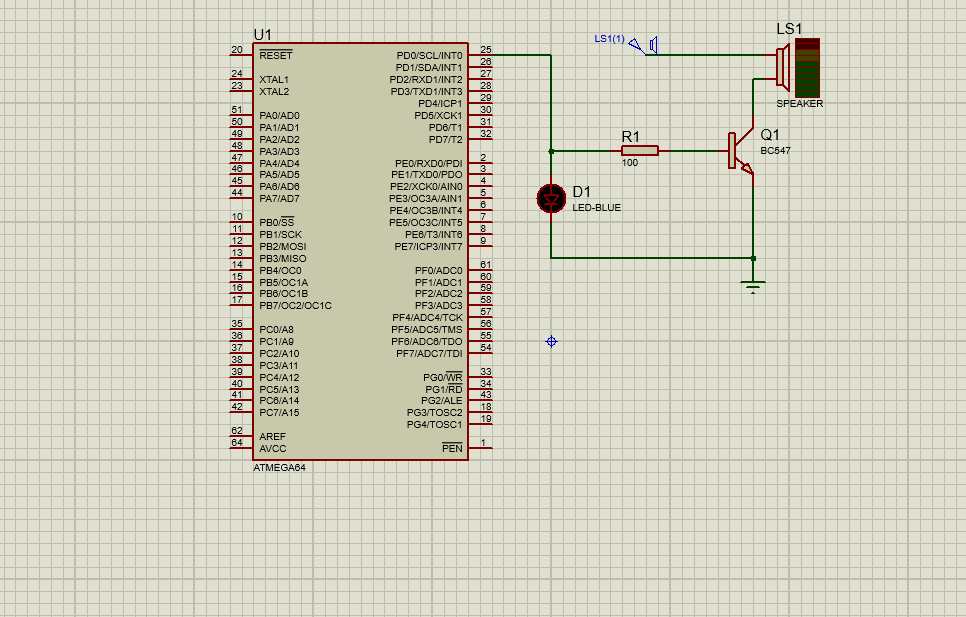 U1
20 RESET
24 XTAL1
23 XTAL2
51 PA0/AD0
50 PA1/AD1
49 PA2/AD2
48 PA3/AD3
47 PA4/AD4
46 PA5/AD5
45 PA6/AD6
44 PA7/AD7
10 PB0/SS
11 PB1/SCK
12 PB2/MOSI
13 PB3/MISO
14 PB4/OC0
15 PB5/OC1A
16 PB6/OC1B
17 PB7/OC2/OC1C
35 PC0/A8
36 PC1/A9
37 PC2/A10
38 PC3/A11
39 PC4/A12
40 PC5/A13
41 PC6/A14
42 PC7/A15
62 AREF
64 AVCC
PD0/SCL/INT0 25
PD1/SDA/INT1 26
PD2/RXD1/INT2 27
PD3/TXD1/INT3 28
PD4/ICP1 29
PD5/XCK1 30
PD6/T1 31
PD7/T2 32
PE0/RXD0/PDI 2
PE1/TXD0/PDO 3
PE2/XCK0/AIN0 4
PE3/OC3A/AIN1 5
PE4/OC3B/INT4 6
PE5/OC3C/INT5 7
PE6/T3/INT6 8
PE7/ICP3/INT7 9
PF0/ADC0 61
PF1/ADC1 60
PF2/ADC2 59
PF3/ADC3 58
PF4/ADC4/TCK 57
PF5/ADC5/TMS 56
PF6/ADC6/TDO 55
PF7/ADC7/TDI 54
PG0/WR 33
PG1/RD 34
PG2/ALE 43
PG3/TOSC2 18
PG4/TOSC1 19
PEN 1
ATMEGA64
LS1(1)
LS1
SPEAKER
R1
100
Q1
BC547
D1
LED-BLUE